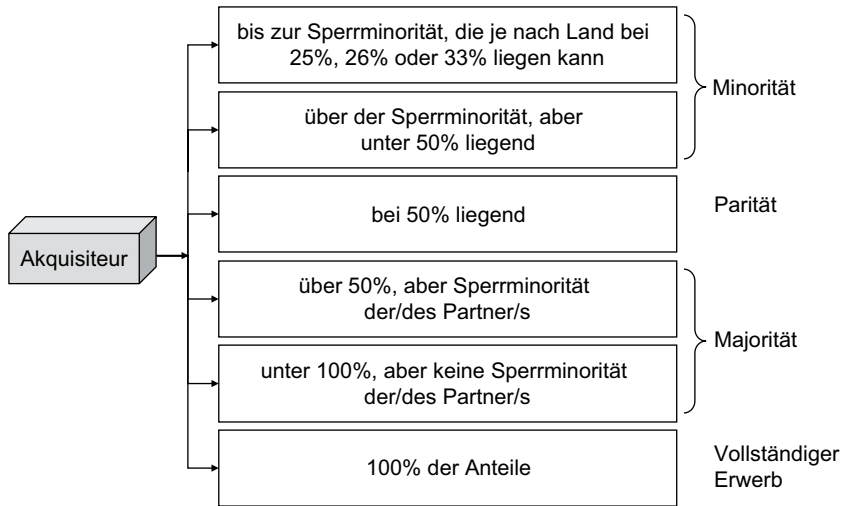 bis zur Sperrminorität, die je nach Land bei
25%, 26% oder 33% liegen kann
Minorität
über der Sperrminorität, aber
unter 50% liegend
bei 50% liegend
Parität
Akquisiteur
über 50%, aber Sperrminorität
der/des Partner/s
Majorität
unter 100%, aber keine Sperrminorität
der/des Partner/s
100% der Anteile
Vollständiger
Erwerb